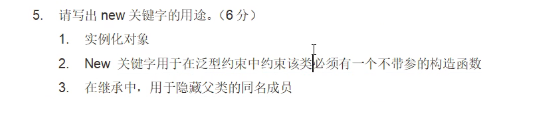 5. 请写出 new 关键字的用途。（6 分）
1. 实例化对象
2. New 关键字用于在泛型约束中约束该类必须有一个不带参的构造函数
3. 在继承中，用于隐藏父类的同名成员